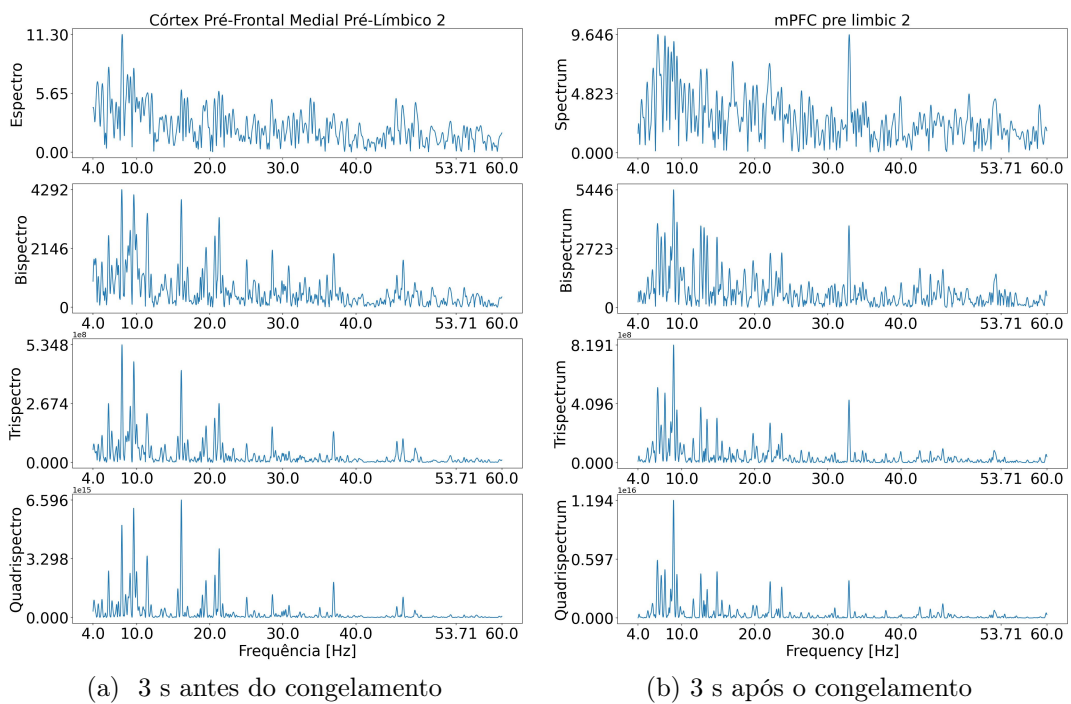 Córtex Pré-Frontal Medial Pré-Límbico 2
11.30
5.65
0.00
Espectro
4.0 10.0 20.0 30.0 40.0 53.71 60.0
4292
2146
0
Bispectro
4.0 10.0 20.0 30.0 40.0 53.71 60.0
1e8
5.348
2.674
0.000
Trispectro
4.0 10.0 20.0 30.0 40.0 53.71 60.0
1e15
6.596
3.298
0.000
Quadrispectro
4.0 10.0 20.0 30.0 40.0 53.71 60.0
Frequência [Hz]
(a) 3 s antes do congelamento
mPFC pre limbic 2
9.646
4.823
0.000
Spectrum
4.0 10.0 20.0 30.0 40.0 53.71 60.0
5446
2723
0
Bispectrum
4.0 10.0 20.0 30.0 40.0 53.71 60.0
1e8
8.191
4.096
0.000
Trispectrum
4.0 10.0 20.0 30.0 40.0 53.71 60.0
1e16
1.194
0.597
0.000
Quadrispectrum
4.0 10.0 20.0 30.0 40.0 53.71 60.0
Frequency [Hz]
(b) 3 s após o congelamento